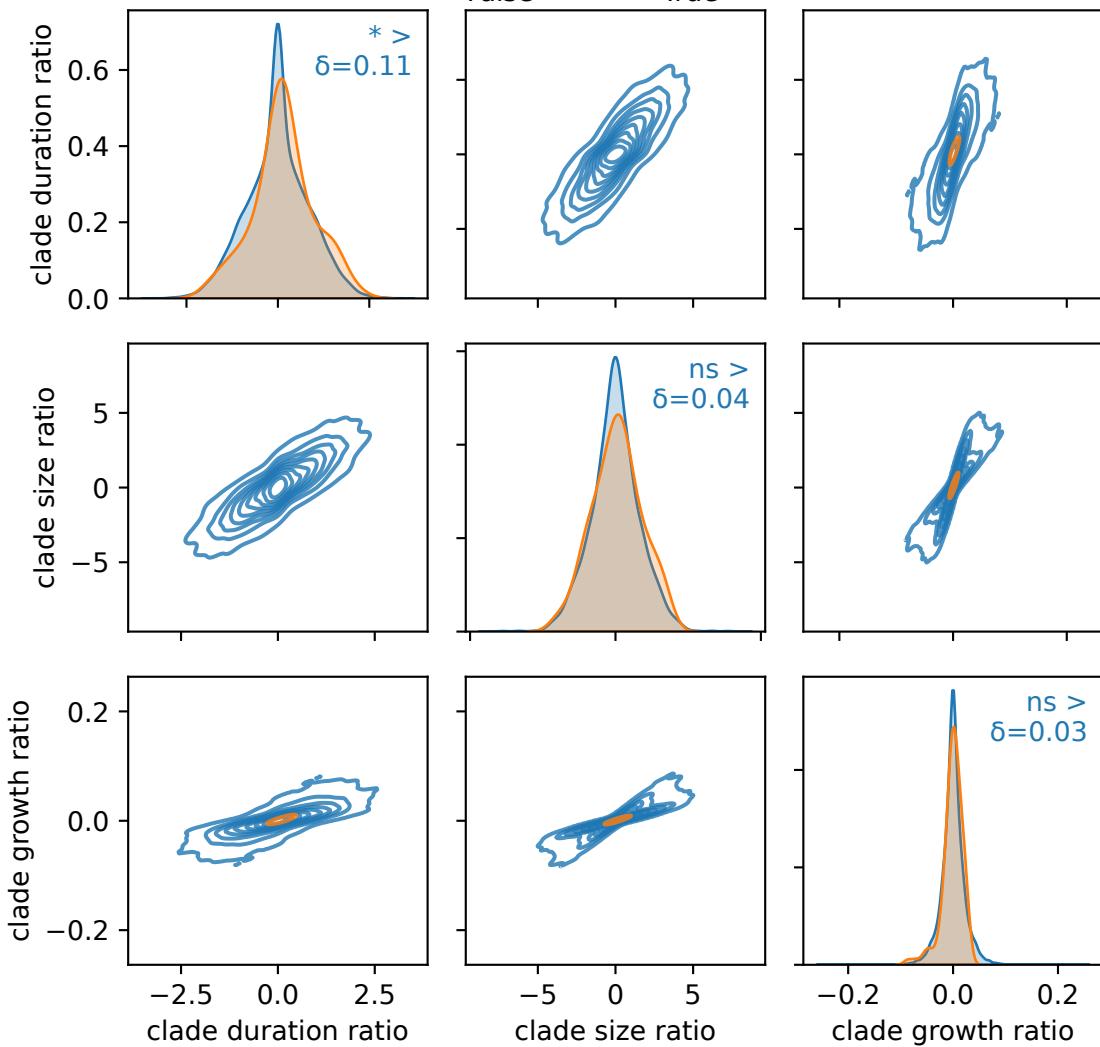 clade duration ratio
0.6
0.4
0.2
0.0
* >
δ=0.11
clade size ratio
5
0
−5
ns >
δ=0.04
clade growth ratio
0.2
0.0
−0.2
ns >
δ=0.03
−2.5 0.0 2.5
−5 0 5
−0.2 0.0 0.2
clade duration ratio
clade size ratio
clade growth ratio